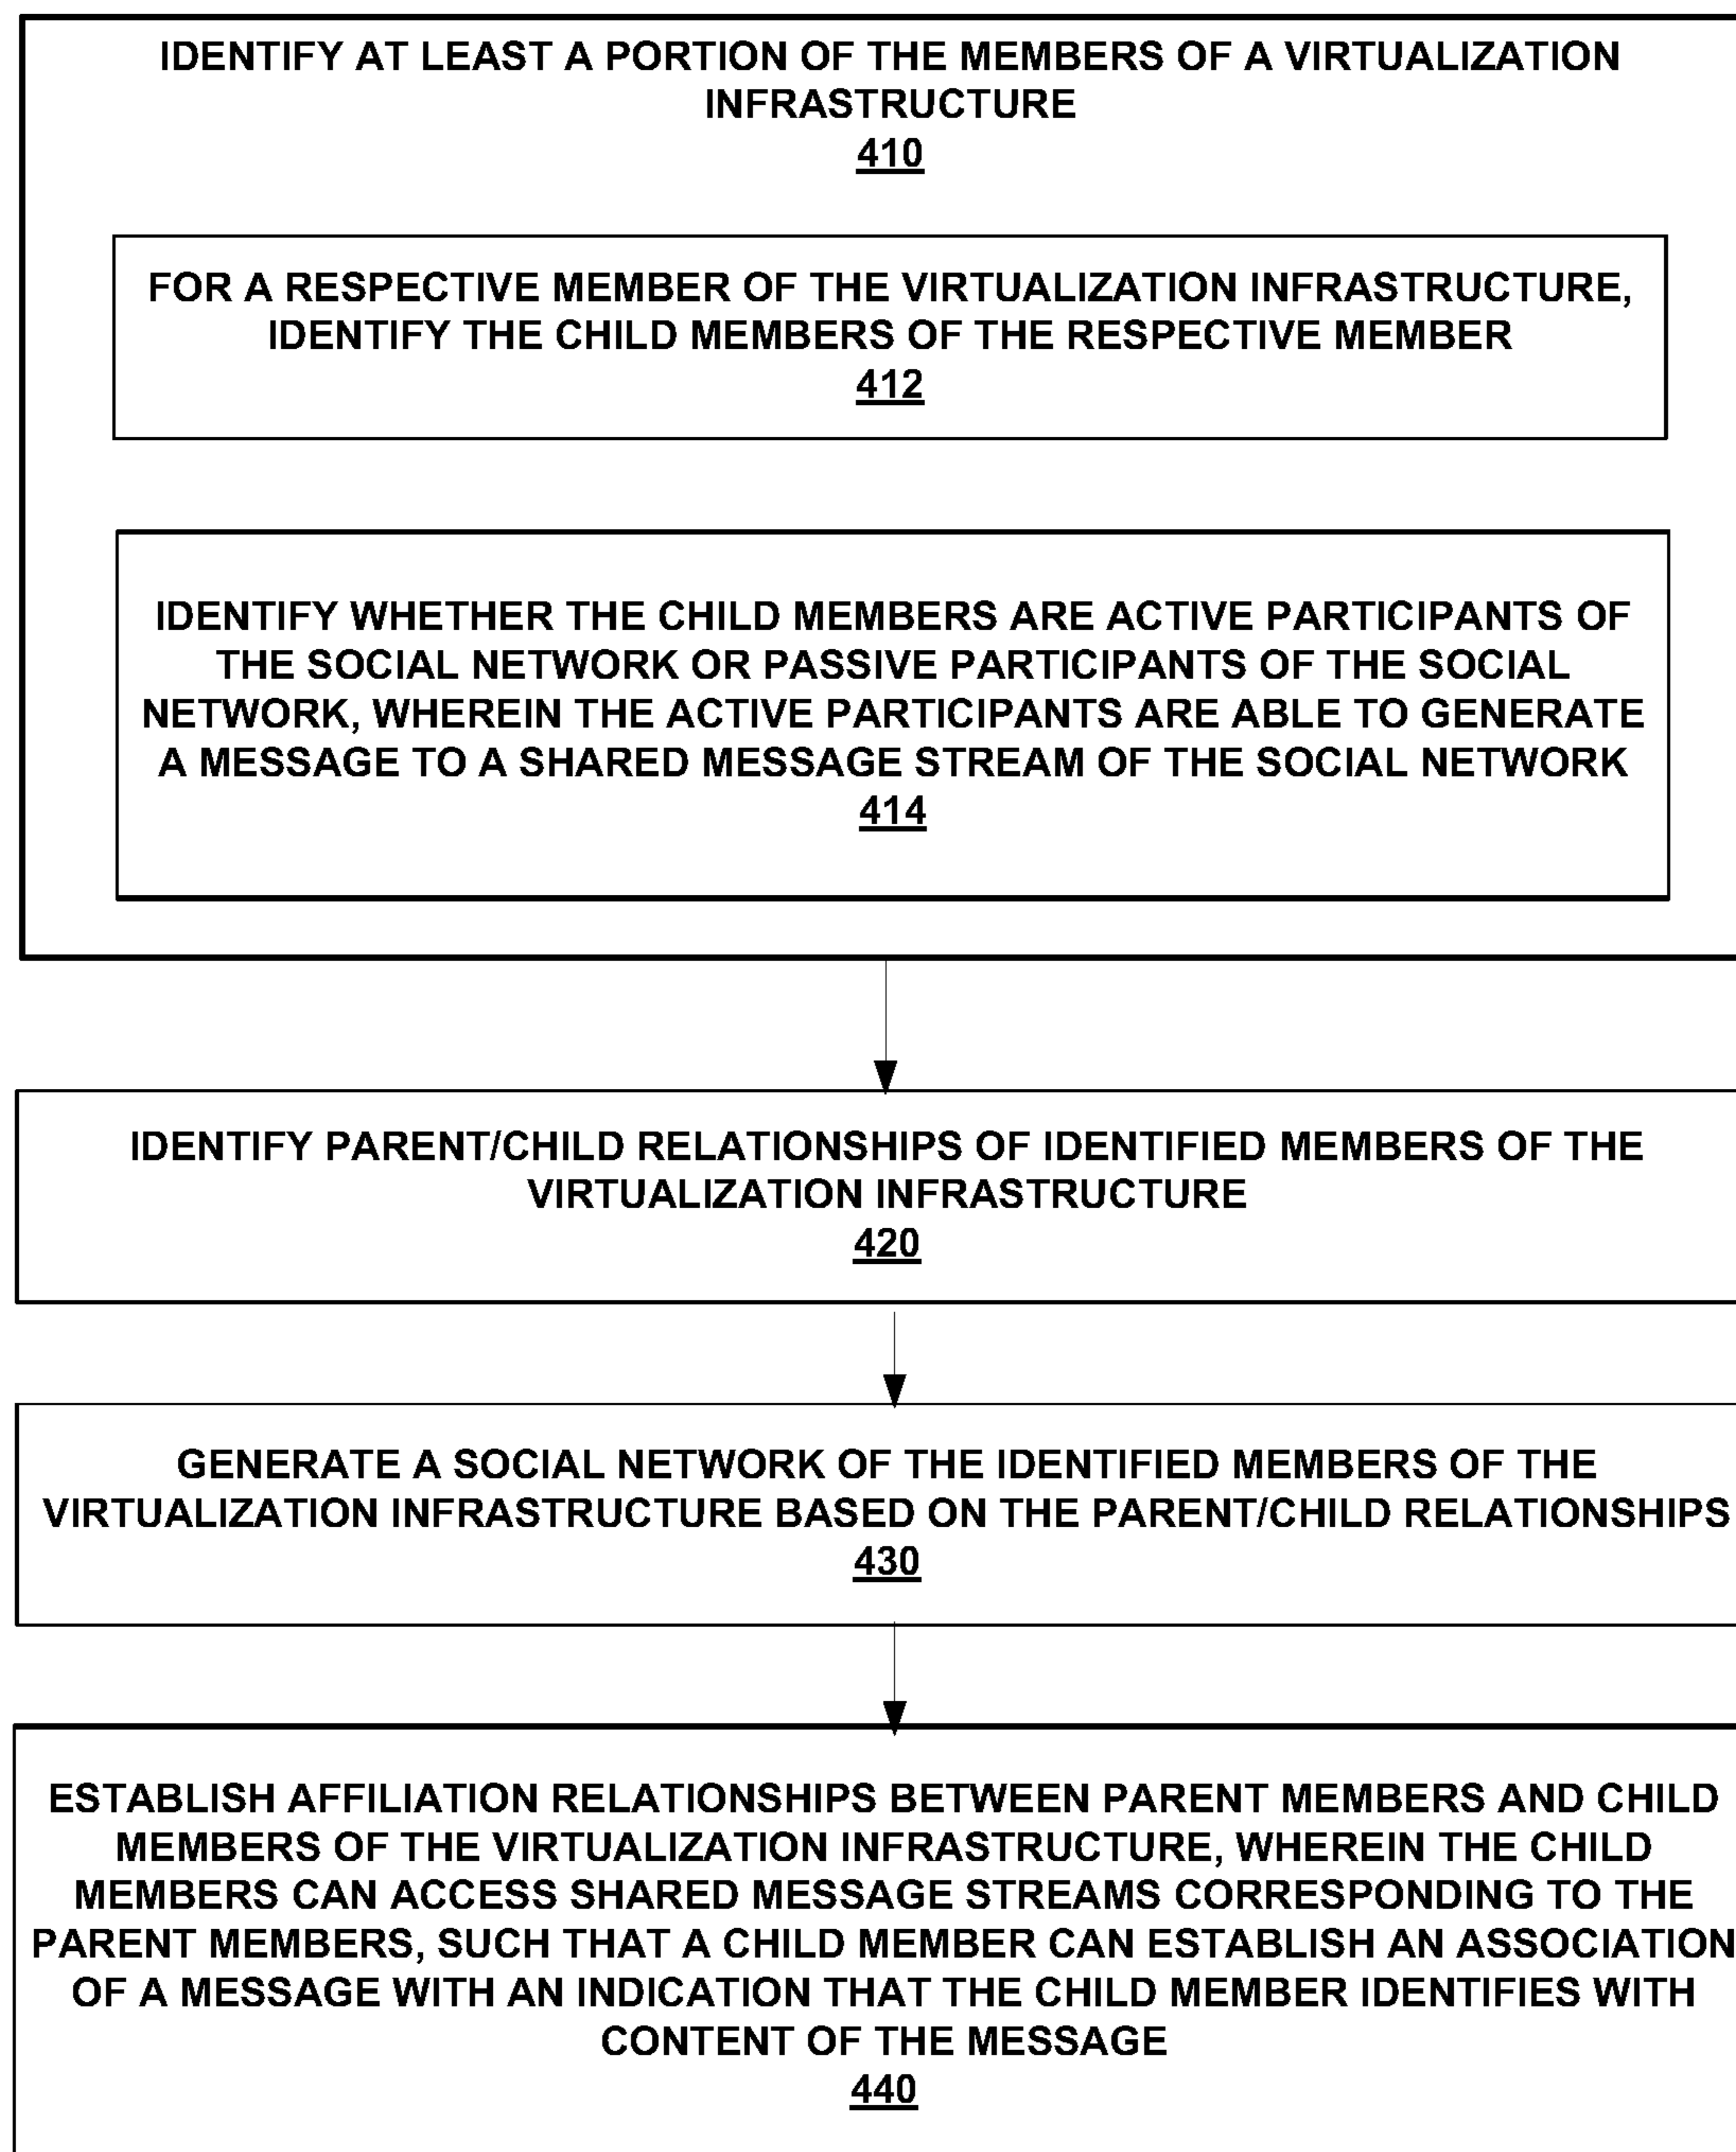 IDENTIFY AT LEAST A PORTION OF THE MEMBERS OF A VIRTUALIZATION
INFRASTRUCTURE
410
FOR A RESPECTIVE MEMBER OF THE VIRTUALIZATION INFRASTRUCTURE,
IDENTIFY THE CHILD MEMBERS OF THE RESPECTIVE MEMBER
412
IDENTIFY WHETHER THE CHILD MEMBERS ARE ACTIVE PARTICIPANTS OF
THE SOCIAL NETWORK OR PASSIVE PARTICIPANTS OF THE SOCIAL
NETWORK, WHEREIN THE ACTIVE PARTICIPANTS ARE ABLE TO GENERATE
A MESSAGE TO A SHARED MESSAGE STREAM OF THE SOCIAL NETWORK
414
IDENTIFY PARENT/CHILD RELATIONSHIPS OF IDENTIFIED MEMBERS OF THE
VIRTUALIZATION INFRASTRUCTURE
420
GENERATE A SOCIAL NETWORK OF THE IDENTIFIED MEMBERS OF THE
VIRTUALIZATION INFRASTRUCTURE BASED ON THE PARENT/CHILD RELATIONSHIPS
430
ESTABLISH AFFILIATION RELATIONSHIPS BETWEEN PARENT MEMBERS AND CHILD
MEMBERS OF THE VIRTUALIZATION INFRASTRUCTURE, WHEREIN THE CHILD
MEMBERS CAN ACCESS SHARED MESSAGE STREAMS CORRESPONDING TO THE
PARENT MEMBERS, SUCH THAT A CHILD MEMBER CAN ESTABLISH AN ASSOCIATION
OF A MESSAGE WITH AN INDICATION THAT THE CHILD MEMBER IDENTIFIES WITH
CONTENT OF THE MESSAGE
440